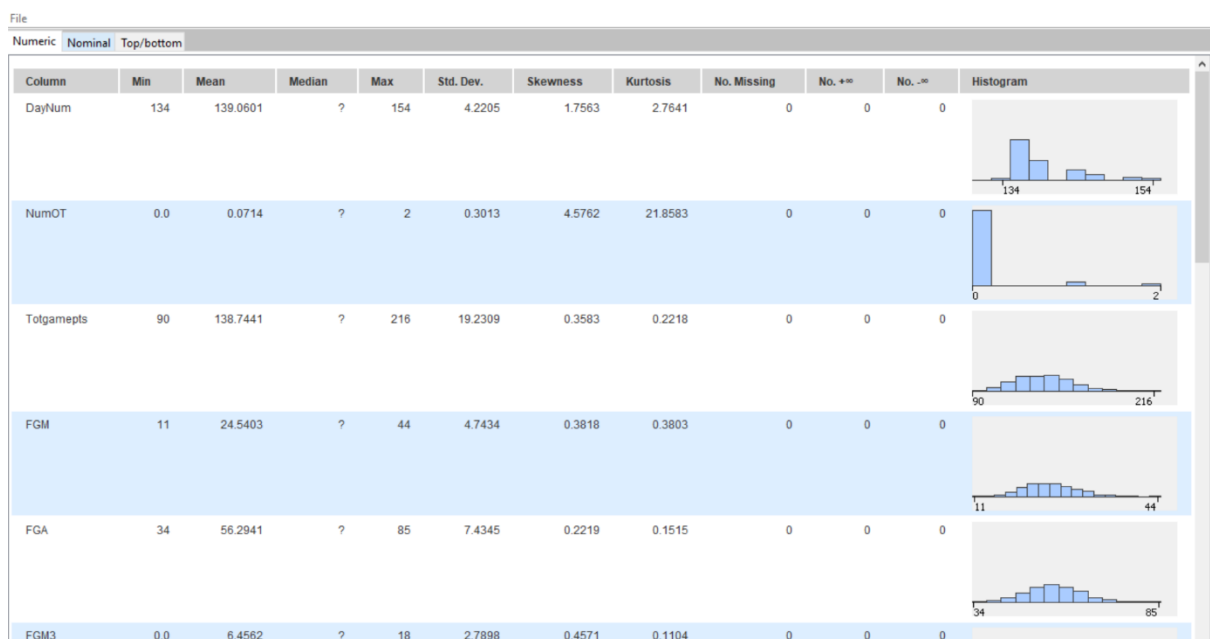 File
Numeric Nominal Top/bottom
Column Min Mean Median Max Std. Dev. Skewness Kurtosis No. Missing No. +∞ No. -∞ Histogram
DayNum 134 139.0601 ? 154 4.2205 1.7563 2.7641 0 0 0
134 154
NumOT 0.0 0.0714 ? 2 0.3013 4.5762 21.8583 0 0 0
0 2
Totgamepts 90 138.7441 ? 216 19.2309 0.3583 0.2218 0 0 0
90 216
FGM 11 24.5403 ? 44 4.7434 0.3818 0.3803 0 0 0
11 44
FGA 34 56.2941 ? 85 7.4345 0.2219 0.1515 0 0 0
34 85
FGM3 0.0 6.4562 ? 18 2.7898 0.4571 0.1104 0 0 0